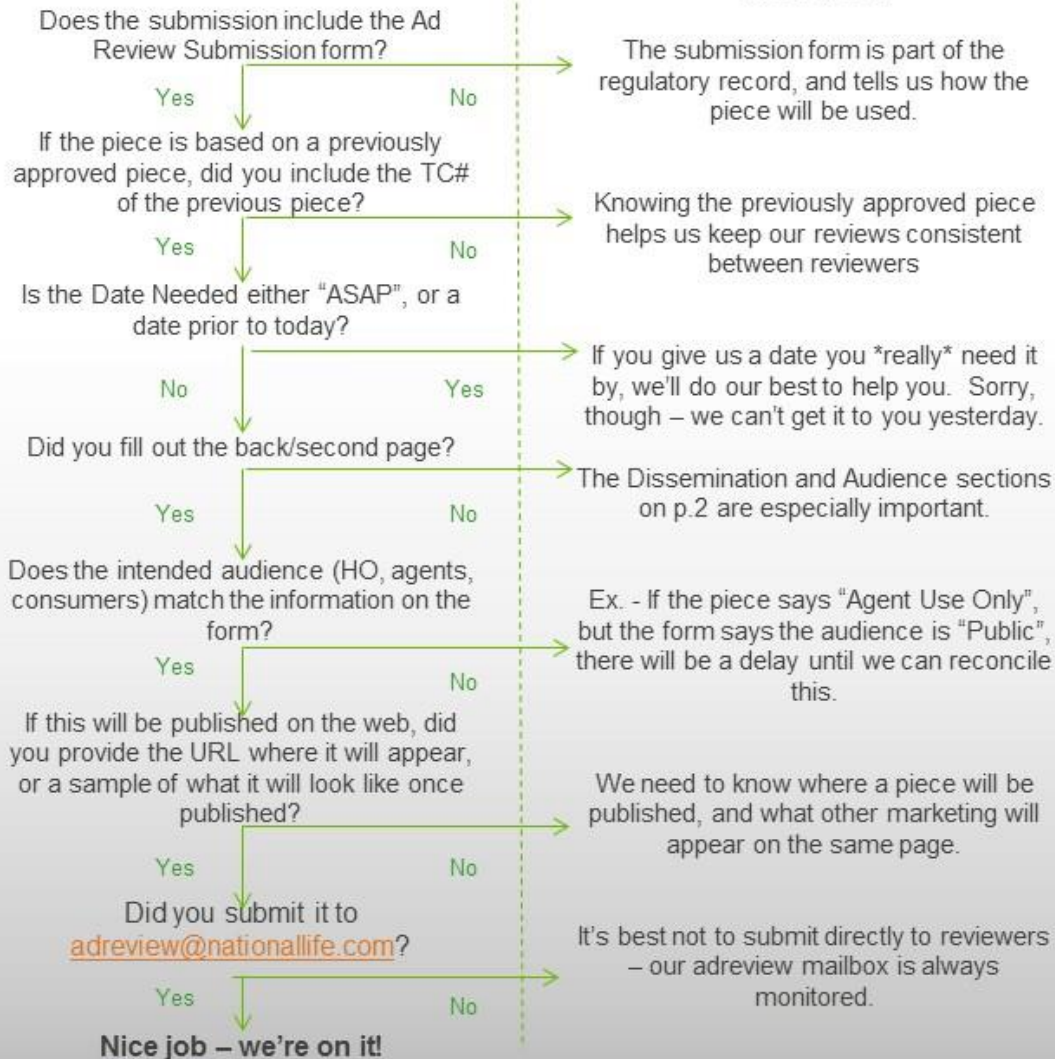 Does the submission include the Ad
Review Submission form?
The submission form is part of the
regulatory record, and tells us how the
piece will be used.
Yes
No
If the piece is based on a previously
approved piece, did you include the TC#
of the previous piece?
Knowing the previously approved piece
helps us keep our reviews consistent
between reviewers
Yes
No
Is the Date Needed either “ASAP”, or a
date prior to today?
If you give us a date you *really* need it
by, we’ll do our best to help you. Sorry,
though – we can’t get it to you yesterday.
No
Yes
Did you fill out the back/second page?
The Dissemination and Audience sections
on p.2 are especially important.
Yes
No
Does the intended audience (HO, agents,
consumers) match the information on the
form?
Ex. - If the piece says “Agent Use Only”,
but the form says the audience is “Public”,
there will be a delay until we can reconcile
this.
Yes
No
If this will be published on the web, did
you provide the URL where it will appear,
or a sample of what it will look like once
published?
We need to know where a piece will be
published, and what other marketing will
appear on the same page.
Yes
No
Did you submit it to
adreview@nationallife.com?
It’s best not to submit directly to reviewers
– our adreview mailbox is always
monitored.
Yes
No
Nice job – we’re on it!